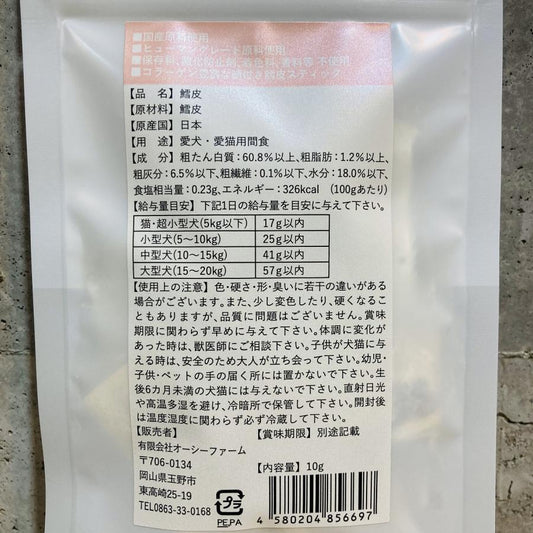 ■国産原料使用
■ヒューマングレード原料使用
■保存料、酸化防止剤、着色料、香料等 不使用
■コラーゲン豊富な鱈皮スティック
【品　名】 鱈皮
【原材料】 鱈皮
【原産国】 日本
【用　途】 愛犬・愛猫用間食
【成　分】 粗たん白質：60.8％以上、粗脂肪：1.2％以上、
粗灰分：6.5％以下、粗繊維：0.1％以下、水分：18.0％以下、
食塩相当量：0.23g、エネルギー：326kcal （100gあたり）
【給与量目安】 下記1日の給与量を目安に与えて下さい。
猫・超小型犬（5kg以下） 17g以内
小型犬（5～10kg） 25g以内
中型犬（10～15kg） 41g以内
大型犬（15～20kg） 57g以内
【使用上の注意】 色・硬さ・形・臭いに若干の違いがある
場合がございます。また、少し変色したり、硬くなるこ
ともありますが、品質に問題はございません。賞味
期限に関わらず早めに与えて下さい。体調に変化が
あった時は、獣医師にご相談下さい。子供が犬猫に与
える時は、安全のため大人が立ち会って下さい。幼児・
子供・ペットの手の届く所には置かないで下さい。生
後6カ月未満の犬猫には与えないで下さい。直射日光
や高温多湿を避け、冷暗所で保管して下さい。開封後
は温度湿度に関わらず必ず冷蔵して下さい。
【販売者】 【賞味期限】 別途記載
有限会社オーシーファーム
〒706-0134
岡山県玉野市
東高崎25-19
TEL0863-33-0168
【内容量】 10g
プラ
PE,PA
4 580204 856697